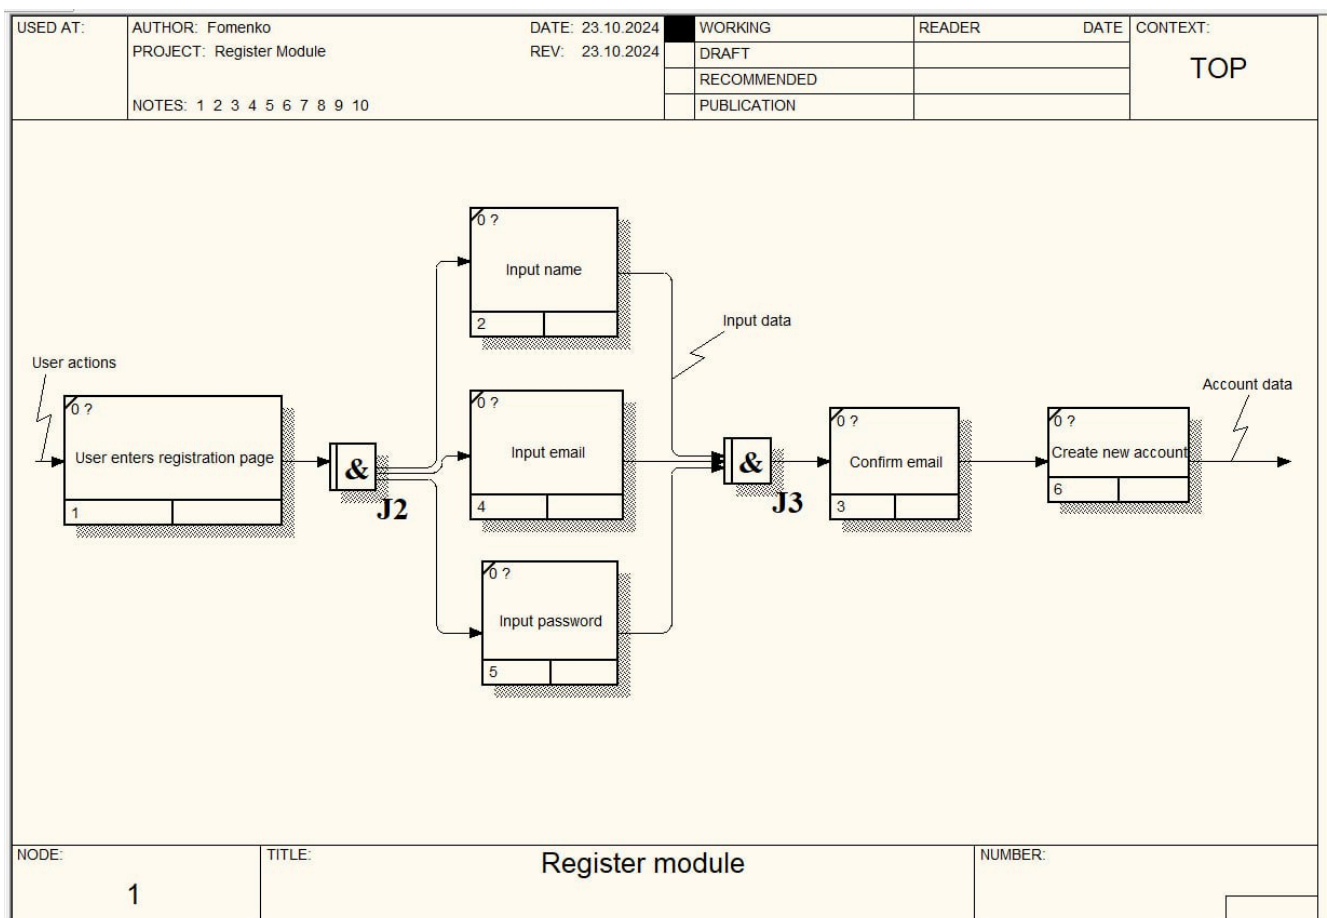 USED AT:
AUTHOR: Fomenko
DATE: 23.10.2024
WORKING
READER
DATE
CONTEXT:
PROJECT: Register Module
REV: 23.10.2024
DRAFT
TOP
RECOMMENDED
NOTES: 1 2 3 4 5 6 7 8 9 10
PUBLICATION
0 ?
Input name
2
Input data
User actions
Account data
0 ?
User enters registration page
1
&
J2
0 ?
Input email
4
&
J3
0 ?
Confirm email
3
0 ?
Create new account
6
0 ?
Input password
5
NODE:
1
TITLE:
Register module
NUMBER: